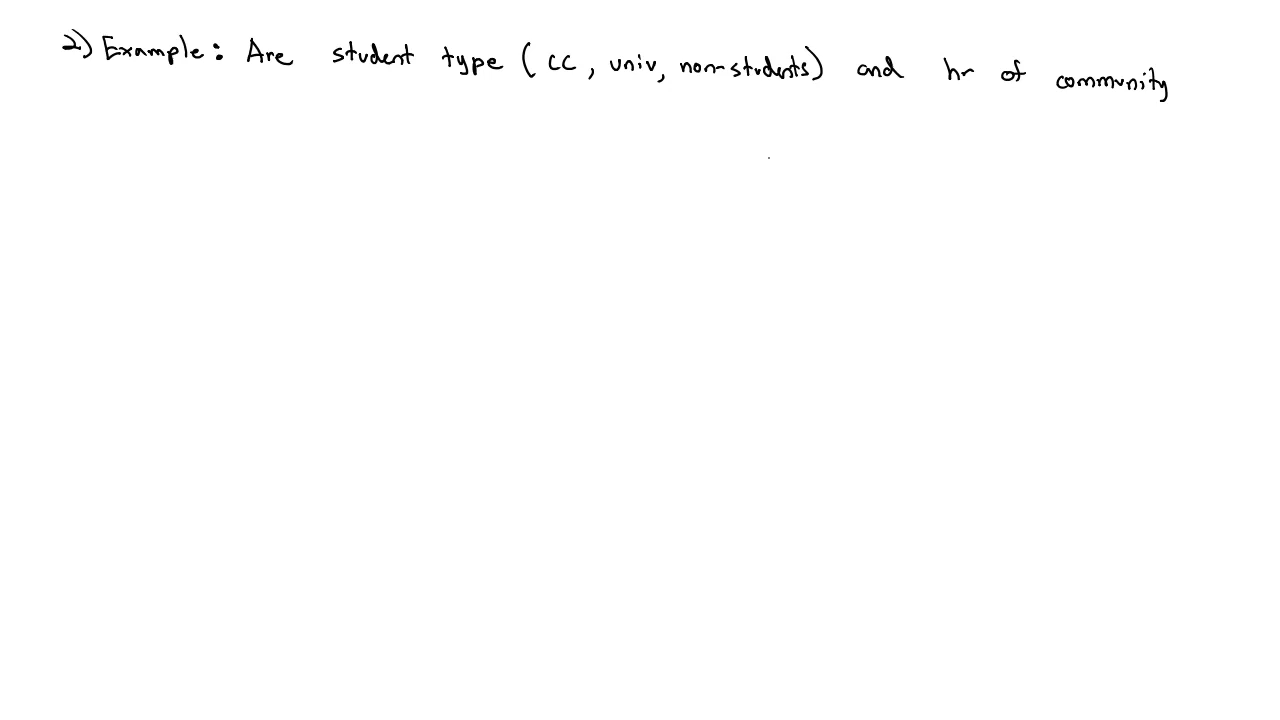 2) Example: Are student type (CC, univ, non-students) and hr of community